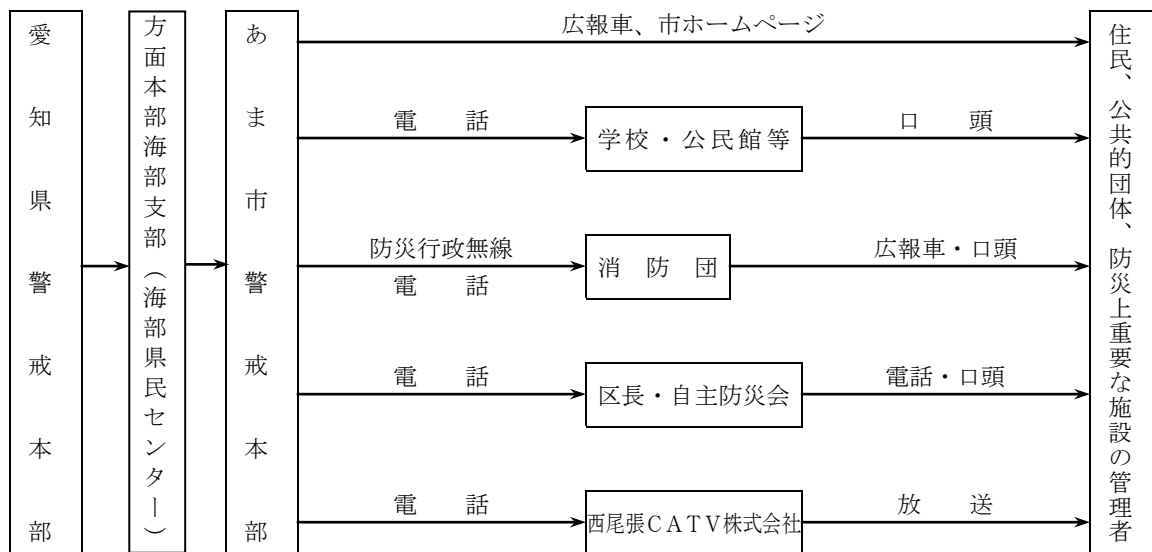 愛知県警戒本部
方面本部海部支部（海部県民センター）
あま市警戒本部
広報車、市ホームページ
電　話
学校・公民館等
口　頭
防災行政無線
電　話
消　防　団
広報車・口頭
電　話
区長・自主防災会
電話・口頭
電　話
西尾張ＣＡＴＶ株式会社
放　送
住民、公共的団体、防災上重要な施設の管理者